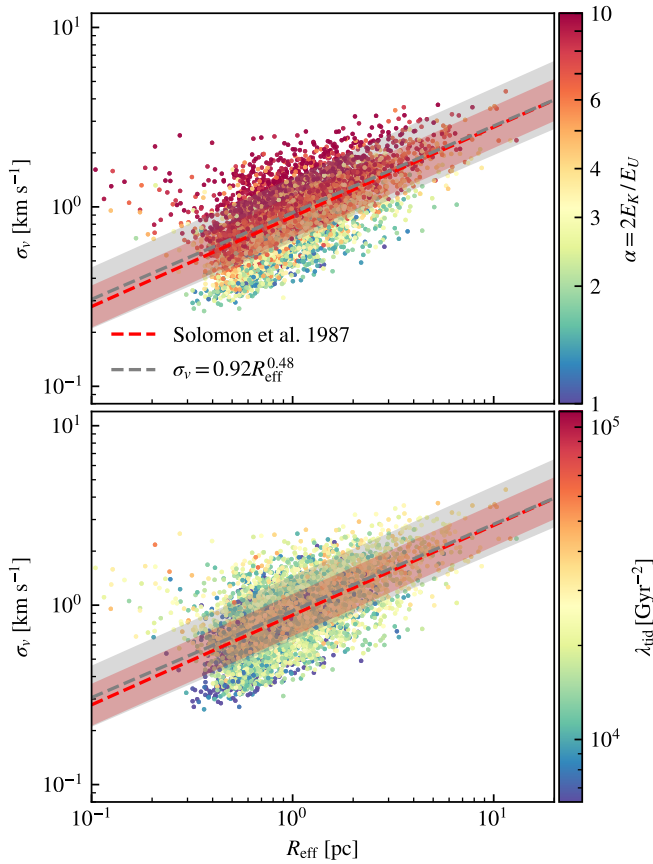 10
6
4
3
2
1
α = 2E_K/E_U
10¹
10⁰
10⁻¹
σ_v [km s⁻¹]
Solomon et al. 1987
σ_v = 0.92R_eff^0.48
10¹
10⁰
10⁻¹
σ_v [km s⁻¹]
10⁵
10⁴
λ_tid [Gyr⁻²]
10⁻¹ 10⁰ 10¹
R_eff [pc]